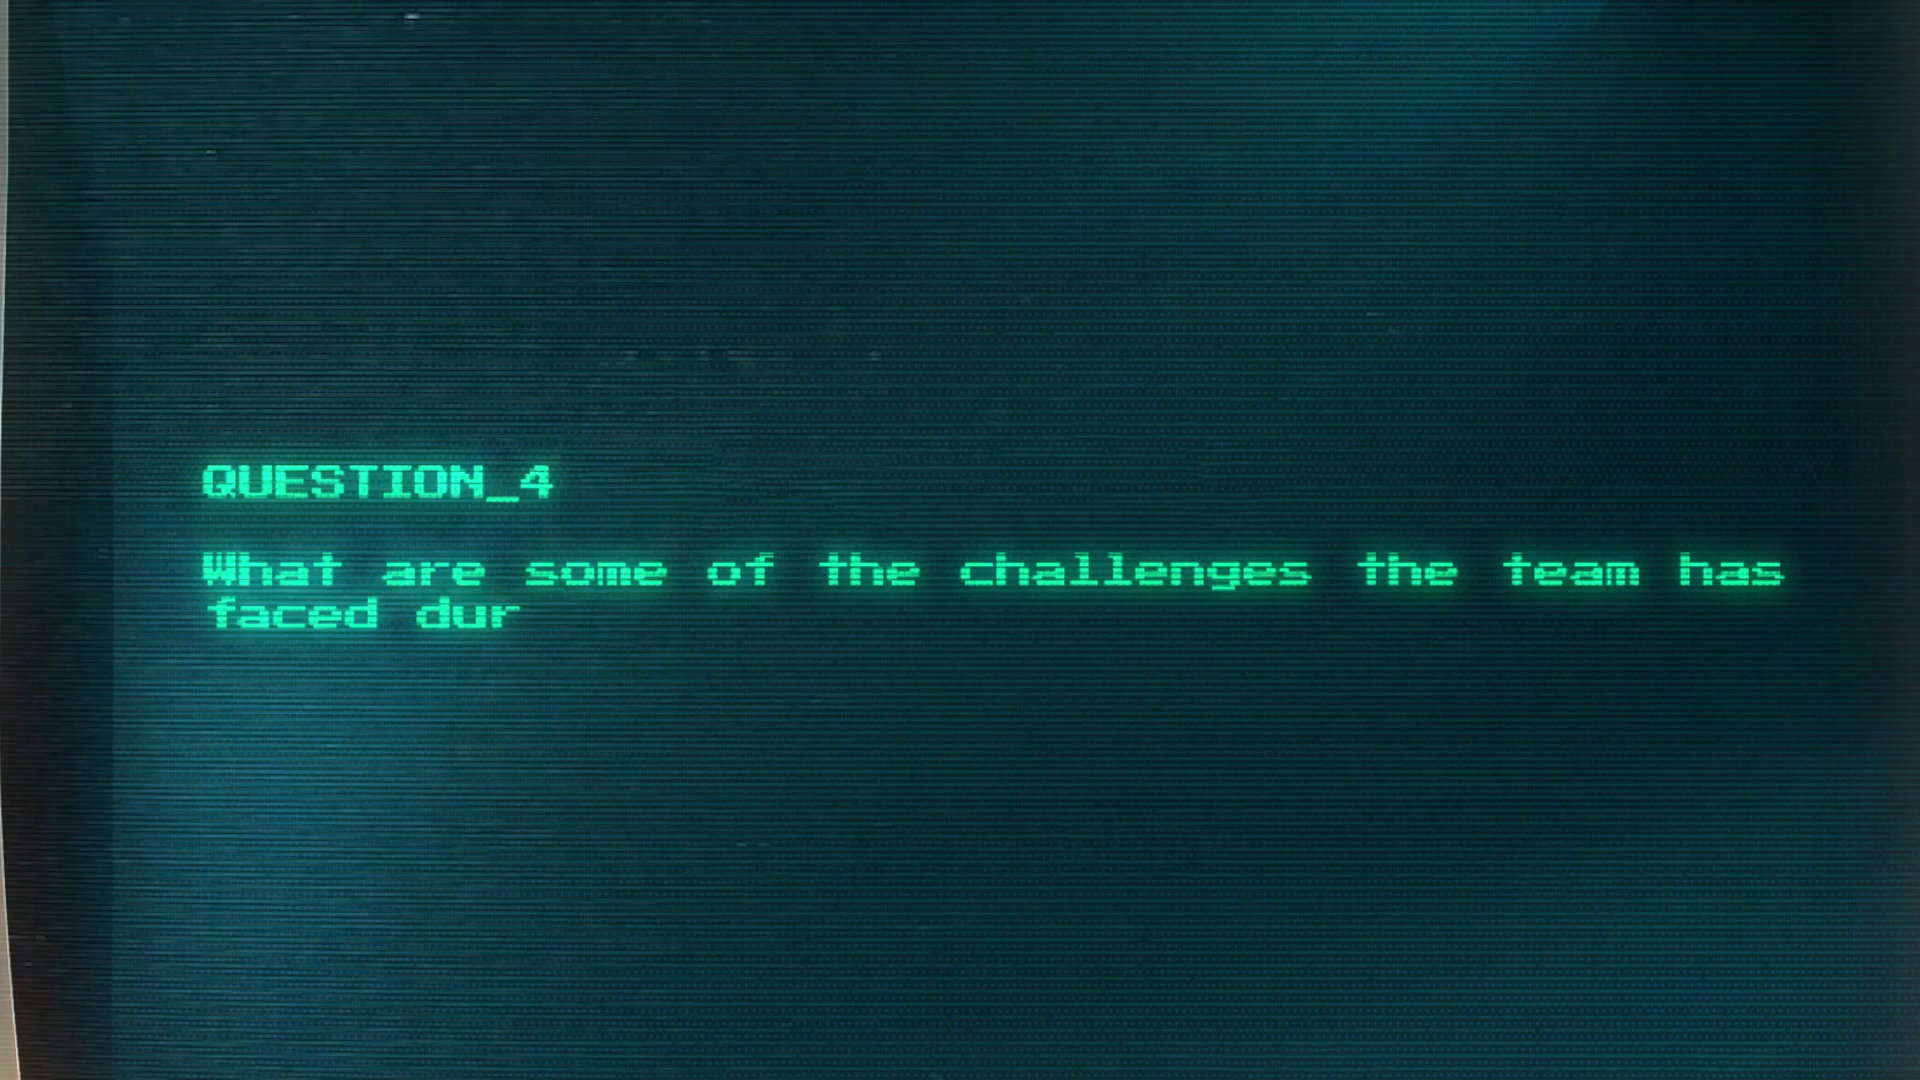 QUESTION_4
What are some of the challenges the team has
faced dur